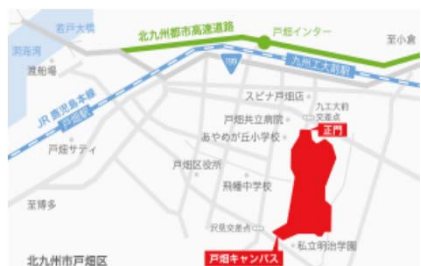 若戸大橋
北九州都市高速道路
戸畑インター
至小倉
洞海湾
渡船場
199
九州工大前駅
スピナ戸畑店
JR 鹿児島本線
戸畑駅
九工大前
交差点
戸畑共立病院
正門
あやめが丘小学校
戸畑サティ
戸畑区役所
飛幡中学校
至博多
沢見交差点
私立明治学園
戸畑キャンパス
北九州市戸畑区